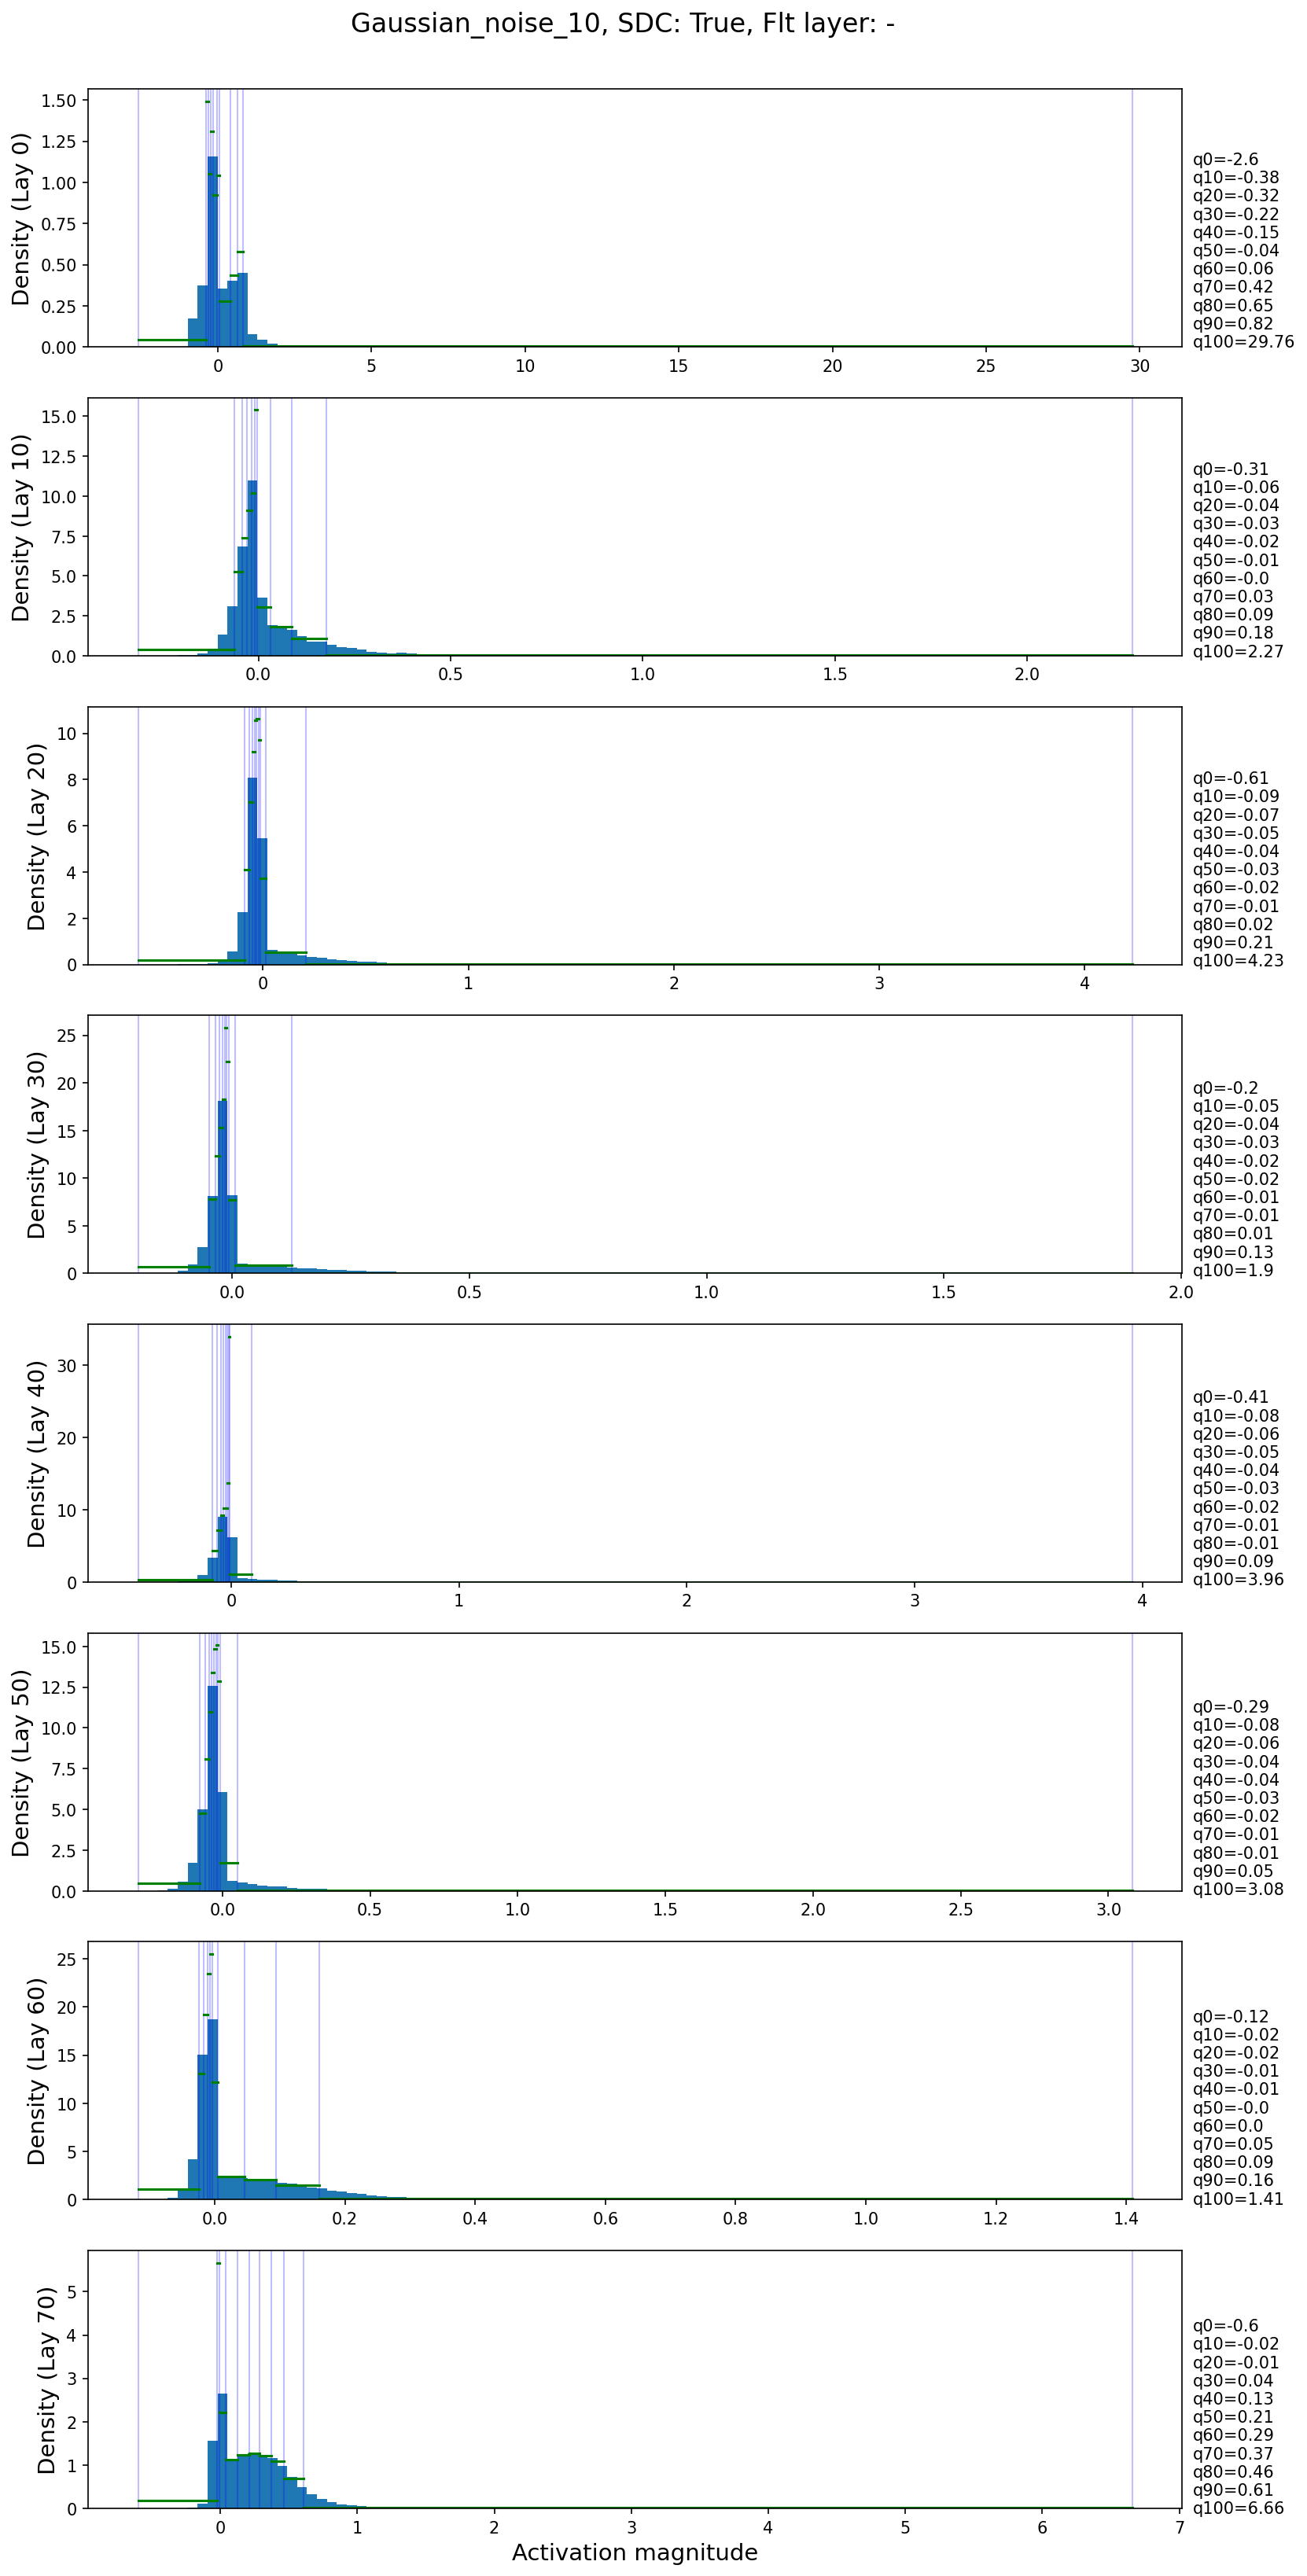 Gaussian_noise_10, SDC: True, Flt layer: -
Density (Lay 0)
1.50
1.25
1.00
0.75
0.50
0.25
0.00
0 5 10 15 20 25 30
q0=-2.6
q10=-0.38
q20=-0.32
q30=-0.22
q40=-0.15
q50=-0.04
q60=0.06
q70=0.42
q80=0.65
q90=0.82
q100=29.76
Density (Lay 10)
15.0
12.5
10.0
7.5
5.0
2.5
0.0
0.0 0.5 1.0 1.5 2.0
q0=-0.31
q10=-0.06
q20=-0.04
q30=-0.03
q40=-0.02
q50=-0.01
q60=-0.0
q70=0.03
q80=0.09
q90=0.18
q100=2.27
Density (Lay 20)
10
8
6
4
2
0
0 1 2 3 4
q0=-0.61
q10=-0.09
q20=-0.07
q30=-0.05
q40=-0.04
q50=-0.03
q60=-0.02
q70=-0.01
q80=0.02
q90=0.21
q100=4.23
Density (Lay 30)
25
20
15
10
5
0
0.0 0.5 1.0 1.5 2.0
q0=-0.2
q10=-0.05
q20=-0.04
q30=-0.03
q40=-0.02
q50=-0.02
q60=-0.01
q70=-0.01
q80=0.01
q90=0.13
q100=1.9
Density (Lay 40)
30
20
10
0
0 1 2 3 4
q0=-0.41
q10=-0.08
q20=-0.06
q30=-0.05
q40=-0.04
q50=-0.03
q60=-0.02
q70=-0.01
q80=-0.01
q90=0.09
q100=3.96
Density (Lay 50)
15.0
12.5
10.0
7.5
5.0
2.5
0.0
0.0 0.5 1.0 1.5 2.0 2.5 3.0
q0=-0.29
q10=-0.08
q20=-0.06
q30=-0.04
q40=-0.04
q50=-0.03
q60=-0.02
q70=-0.01
q80=-0.01
q90=0.05
q100=3.08
Density (Lay 60)
25
20
15
10
5
0
0.0 0.2 0.4 0.6 0.8 1.0 1.2 1.4
q0=-0.12
q10=-0.02
q20=-0.02
q30=-0.01
q40=-0.01
q50=-0.0
q60=0.0
q70=0.05
q80=0.09
q90=0.16
q100=1.41
Density (Lay 70)
5
4
3
2
1
0
0 1 2 3 4 5 6 7
q0=-0.6
q10=-0.02
q20=-0.01
q30=0.04
q40=0.13
q50=0.21
q60=0.29
q70=0.37
q80=0.46
q90=0.61
q100=6.66
Activation magnitude